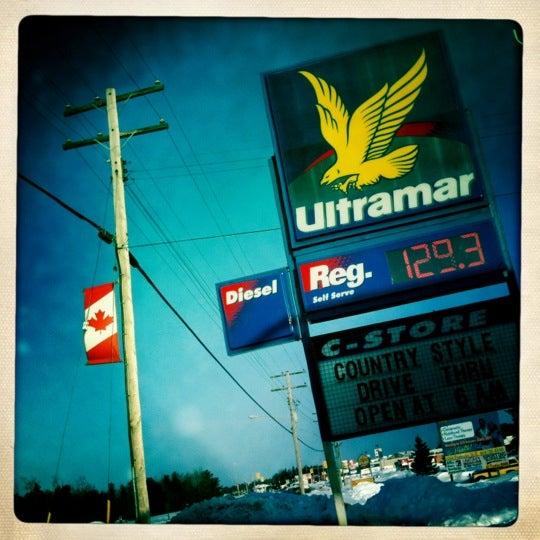 Ultramar
Diesel
Reg. 129.3
Self Serve
C-STORE
COUNTRY STYLE
DRIVE THRU
OPEN AT 6 AM